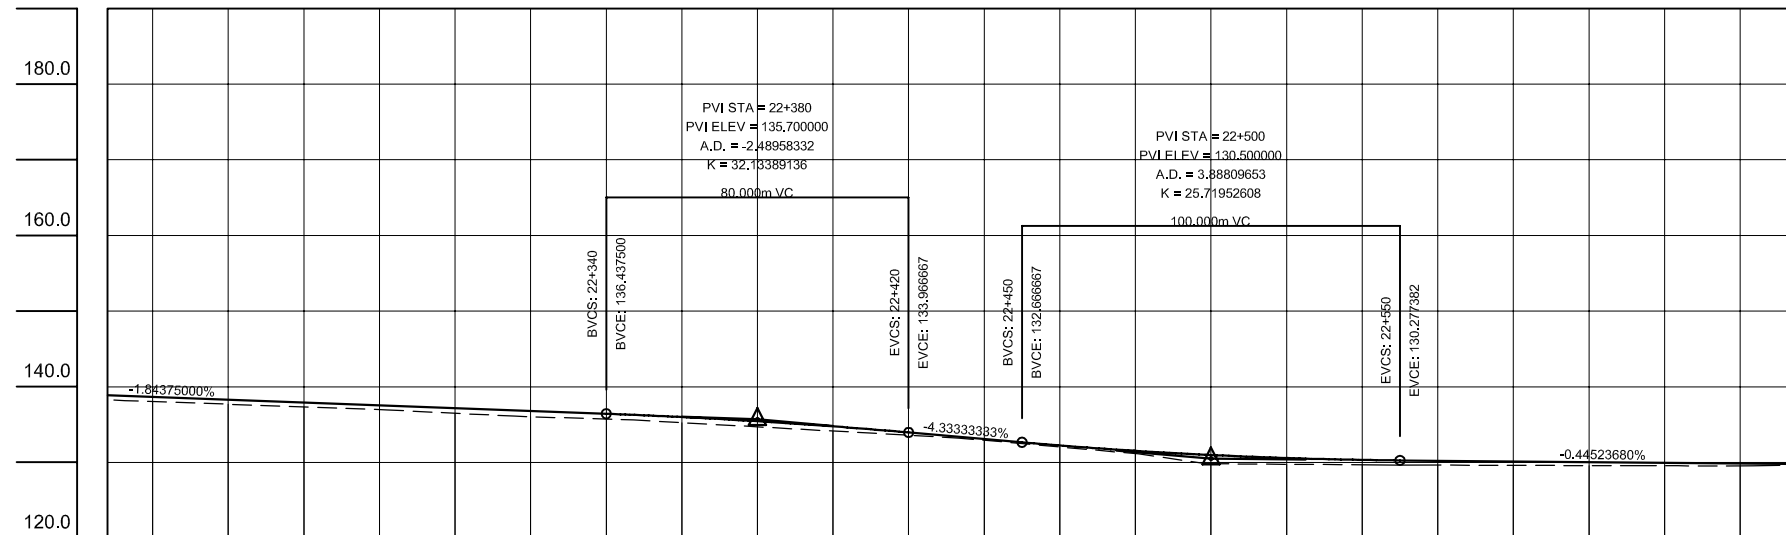 180.0
160.0
140.0
120.0
PVI STA = 22+380
PVI ELEV = 135.700000
A.D. = -2.48958332
K = 32.13389136
80.000m VC
PVI STA = 22+500
PVI ELEV = 130.500000
A.D. = 3.88809653
K = 25.71952608
100.000m VC
BVCS: 22+340
BVCE: 136.437500
EVCS: 22+420
EVCE: 133.966667
BVCS: 22+450
BVCE: 132.666667
EVCS: 22+550
EVCE: 130.277382
-1.84375000%
-4.33333333%
-0.44523680%